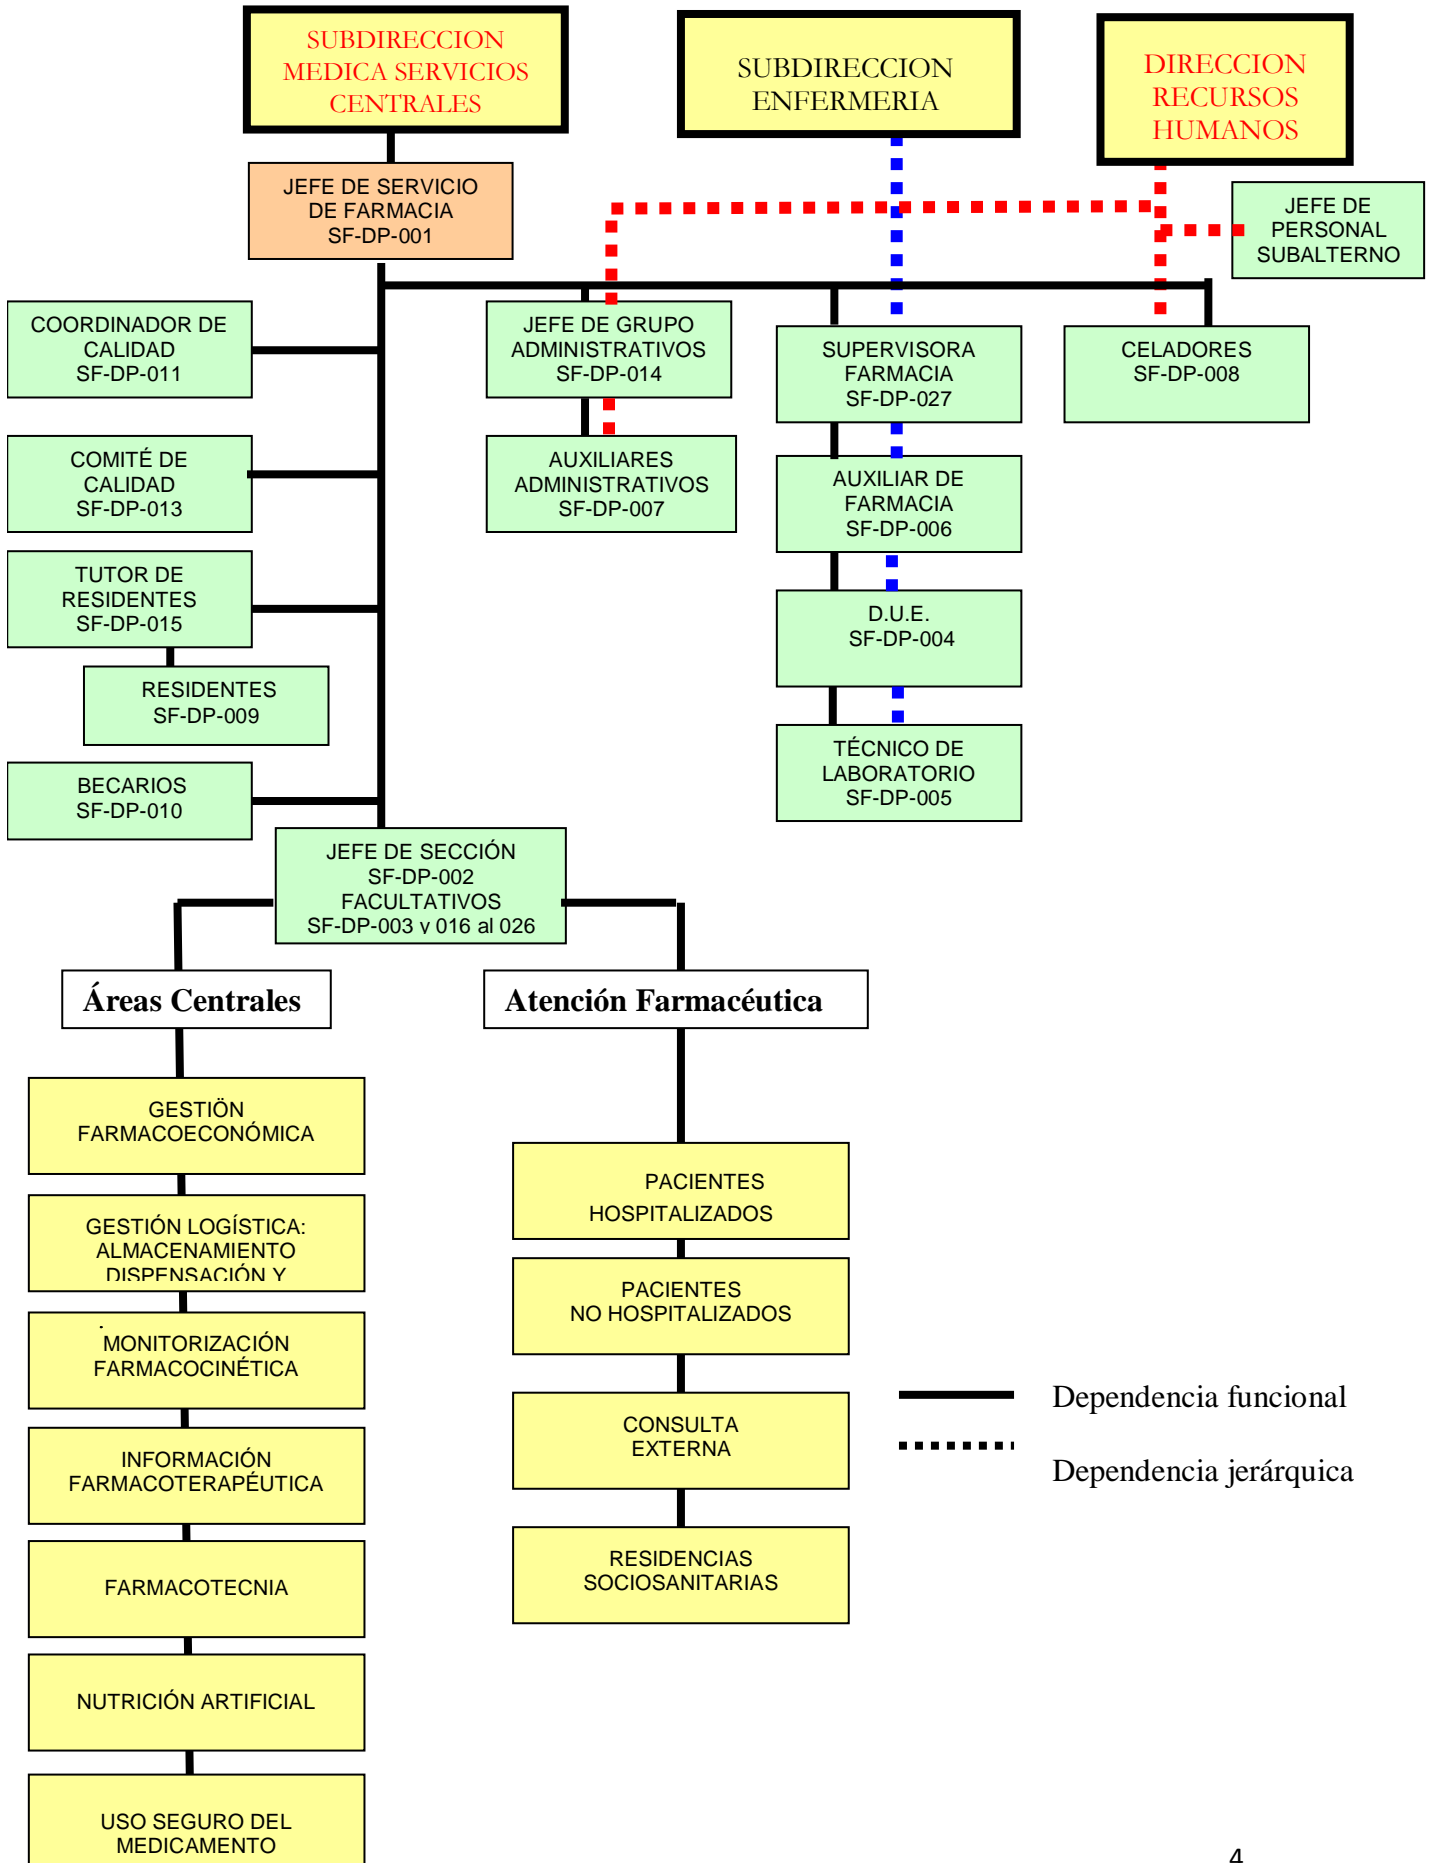 SUBDIRECCION
MEDICA SERVICIOS
CENTRALES
SUBDIRECCION
ENFERMERIA
DIRECCION
RECURSOS
HUMANOS
JEFE DE SERVICIO
DE FARMACIA
SF-DP-001
JEFE DE
PERSONAL
SUBALTERNO
COORDINADOR DE
CALIDAD
SF-DP-011
JEFE DE GRUPO
ADMINISTRATIVOS
SF-DP-014
SUPERVISORA
FARMACIA
SF-DP-027
CELADORES
SF-DP-008
COMITÉ DE
CALIDAD
SF-DP-013
AUXILIARES
ADMINISTRATIVOS
SF-DP-007
AUXILIAR DE
FARMACIA
SF-DP-006
TUTOR DE
RESIDENTES
SF-DP-015
D.U.E.
SF-DP-004
RESIDENTES
SF-DP-009
TÉCNICO DE
LABORATORIO
SF-DP-005
BECARIOS
SF-DP-010
JEFE DE SECCIÓN
SF-DP-002
FACULTATIVOS
SF-DP-003 y 016 al 026
Áreas Centrales
Atención Farmacéutica
GESTIÖN
FARMACOECONÓMICA
GESTIÓN LOGÍSTICA:
ALMACENAMIENTO
DISPENSACIÓN Y
MONITORIZACIÓN
FARMACOCINÉTICA
INFORMACIÓN
FARMACOTERAPÉUTICA
FARMACOTECNIA
NUTRICIÓN ARTIFICIAL
USO SEGURO DEL
MEDICAMENTO
PACIENTES
HOSPITALIZADOS
PACIENTES
NO HOSPITALIZADOS
CONSULTA
EXTERNA
RESIDENCIAS
SOCIOSANITARIAS
Dependencia funcional
Dependencia jerárquica
4